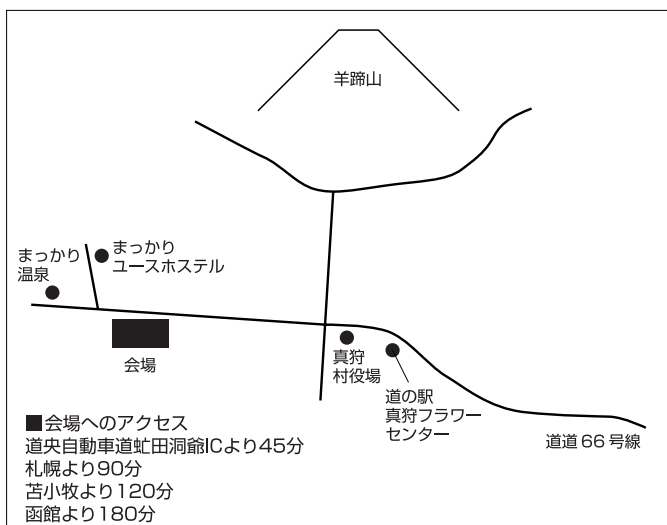 羊蹄山
まっかり
温泉
まっかり
ユースホステル
会場
真狩
村役場
道の駅
真狩フラワー
センター
道道66号線
■会場へのアクセス
道央自動車道虻田洞爺ICより45分
札幌より90分
苫小牧より120分
函館より180分